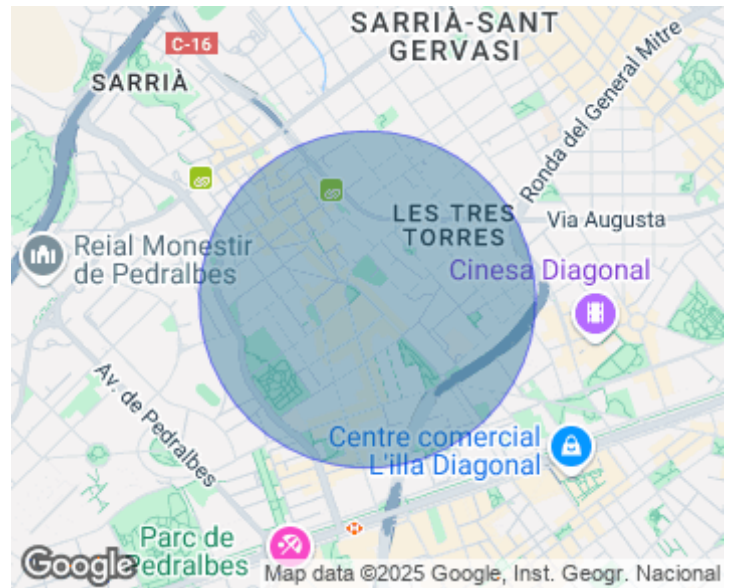 SARRIÀ-SANT
GERVASI
C-16
SARRIÀ
Ronda del General Mitre
LES TRES
TORRES
Via Augusta
Reial Monestir
de Pedralbes
Cinesa Diagonal
Av. de Pedralbes
Centre comercial
L'illa Diagonal
Parc de
Pedralbes
Google
Map data ©2025 Google, Inst. Geogr. Nacional